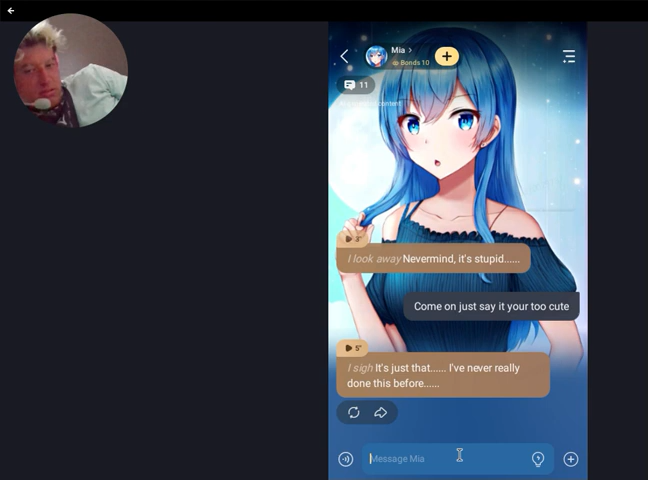 Mia >
Bonds 10
11
I look away Nevermind, it's stupid......
Come on just say it your too cute
5"
I sigh It's just that...... I've never really
done this before......
Message Mia